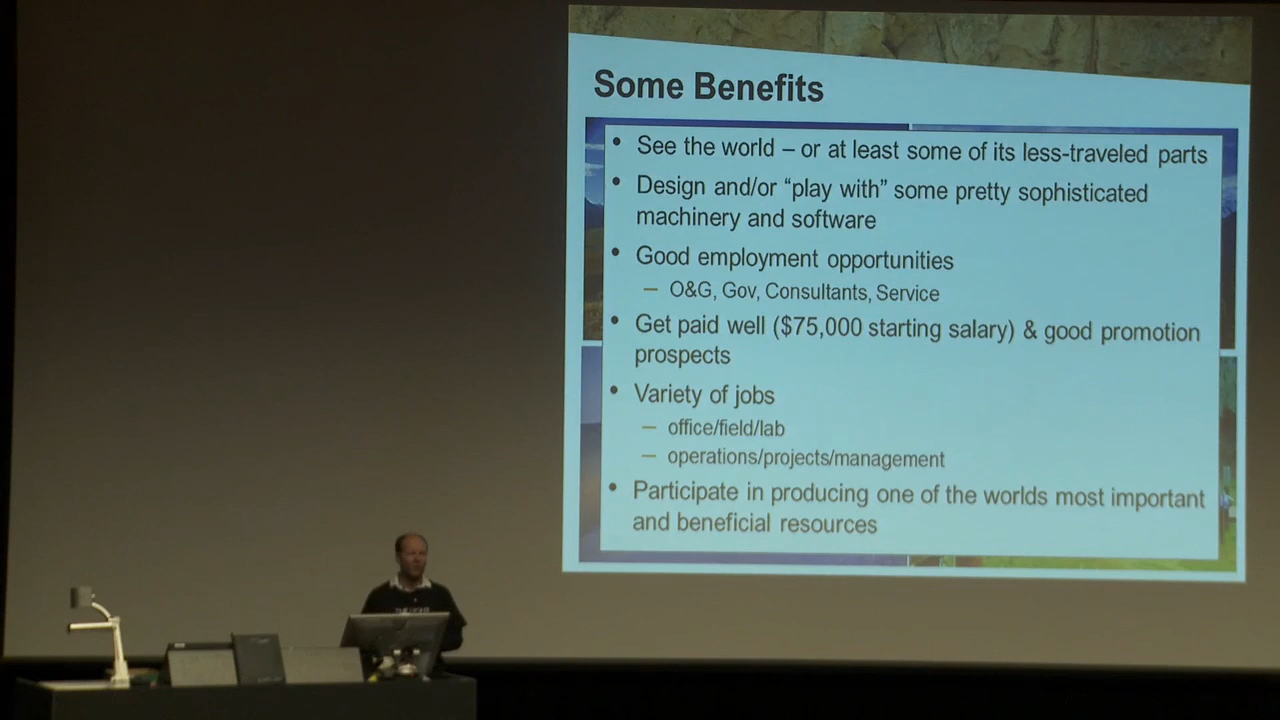 Some Benefits
• See the world – or at least some of its less-traveled parts
• Design and/or “play with” some pretty sophisticated
machinery and software
• Good employment opportunities
– O&G, Gov, Consultants, Service
• Get paid well ($75,000 starting salary) & good promotion
prospects
• Variety of jobs
– office/field/lab
– operations/projects/management
• Participate in producing one of the worlds most important
and beneficial resources